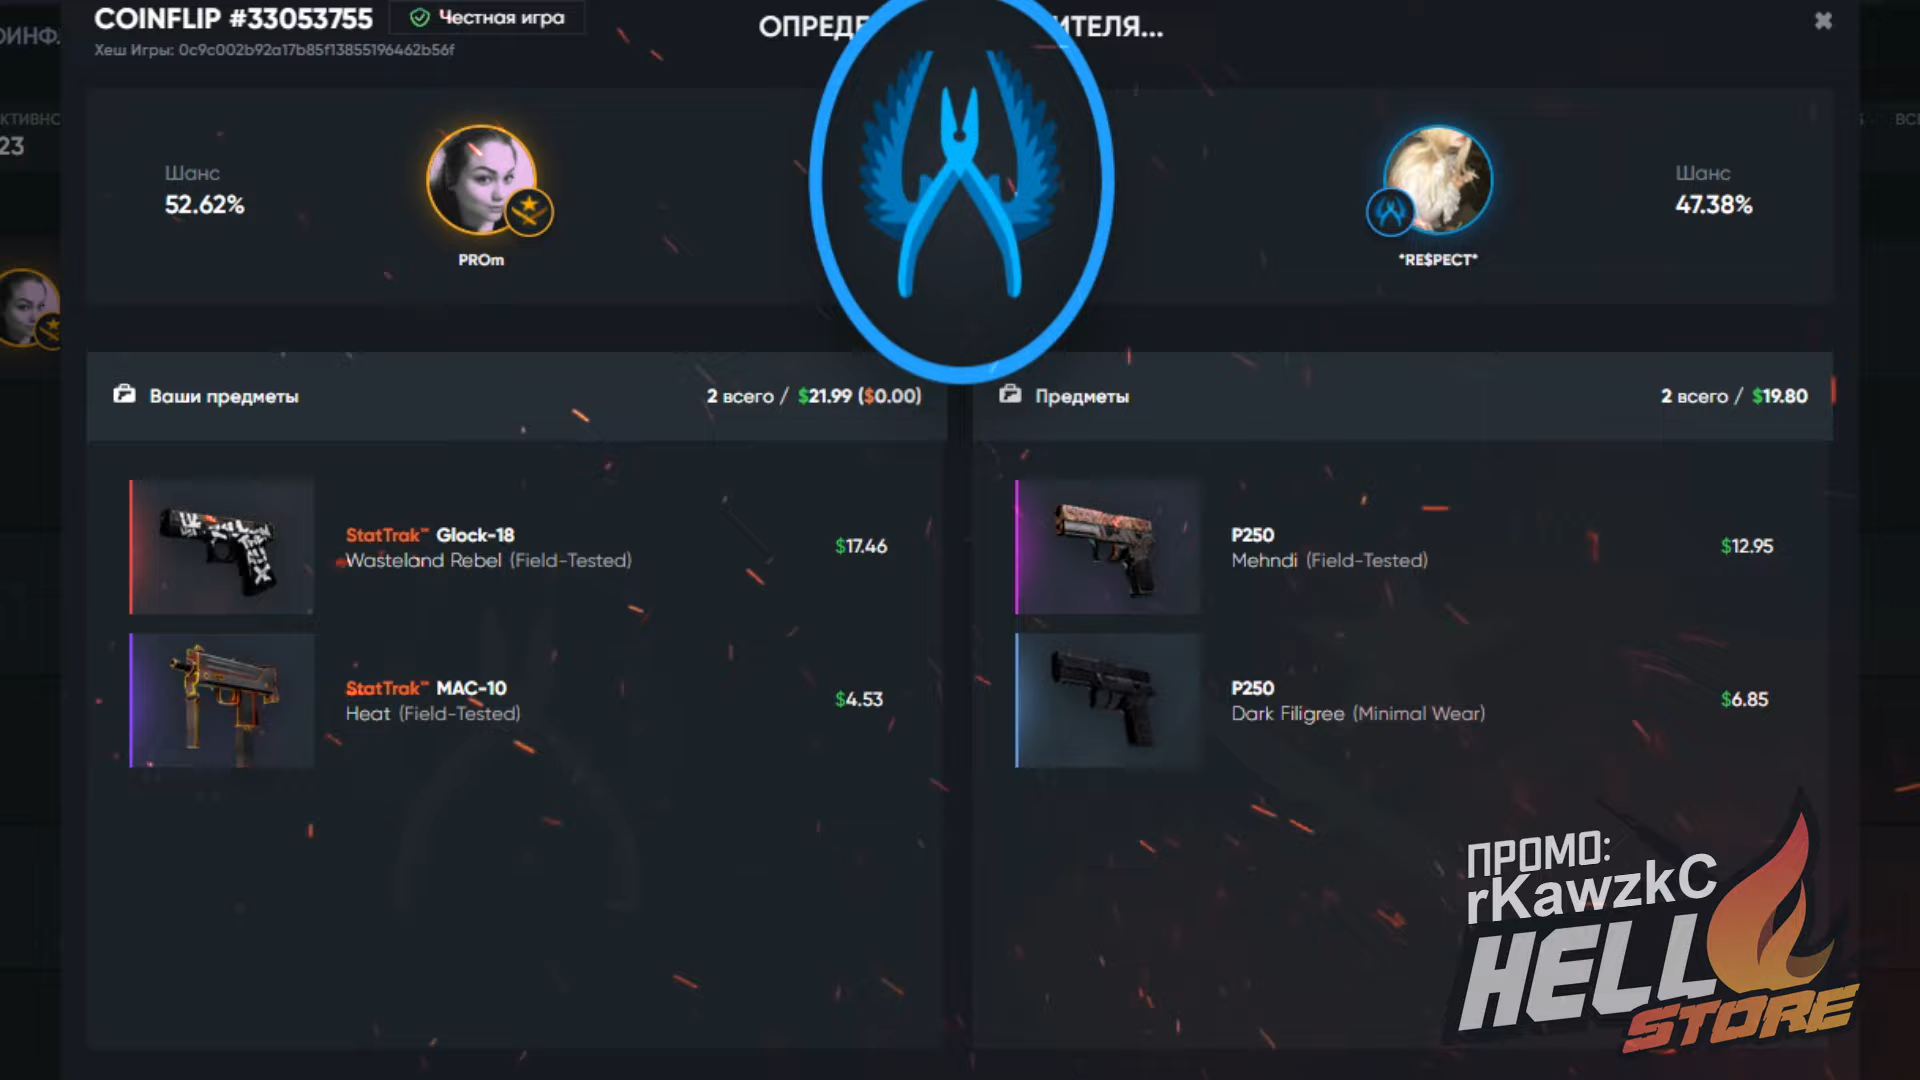 COINFLIP #33053755
Честная игра
Хеш Игры: 0c9c002b92a17b85f13855196462b56f
23
Шанс
52.62%
PROm
*RE$PECT*
Шанс
47.38%
Ваши предметы
2 всего / $21.99 ($0.00)
Предметы
2 всего / $19.80
StatTrak™ Glock-18
Wasteland Rebel (Field-Tested)
$17.46
StatTrak™ MAC-10
Heat (Field-Tested)
$4.53
P250
Mehndi (Field-Tested)
$12.95
P250
Dark Filigree (Minimal Wear)
$6.85
ПРОМО:
rKawzkC
HELL
STORE